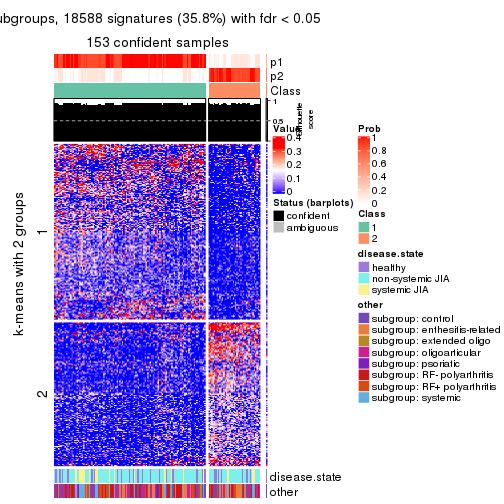 ubgroups, 18588 signatures (35.8%) with fdr < 0.05
153 confident samples
p1
p2
Class
1
0.5
silhouette
score
k-means with 2 groups
1
2
Value
0.4
0.3
0.2
0.1
0
Status (barplots)
confident
ambiguous
Prob
1
0.8
0.6
0.4
0.2
0
Class
1
2
disease.state
healthy
non-systemic JIA
systemic JIA
other
subgroup: control
subgroup: enthesitis-related
subgroup: extended oligo
subgroup: oligoarticular
subgroup: psoriatic
subgroup: RF- polyarthritis
subgroup: RF+ polyarthritis
subgroup: systemic
disease.state
other